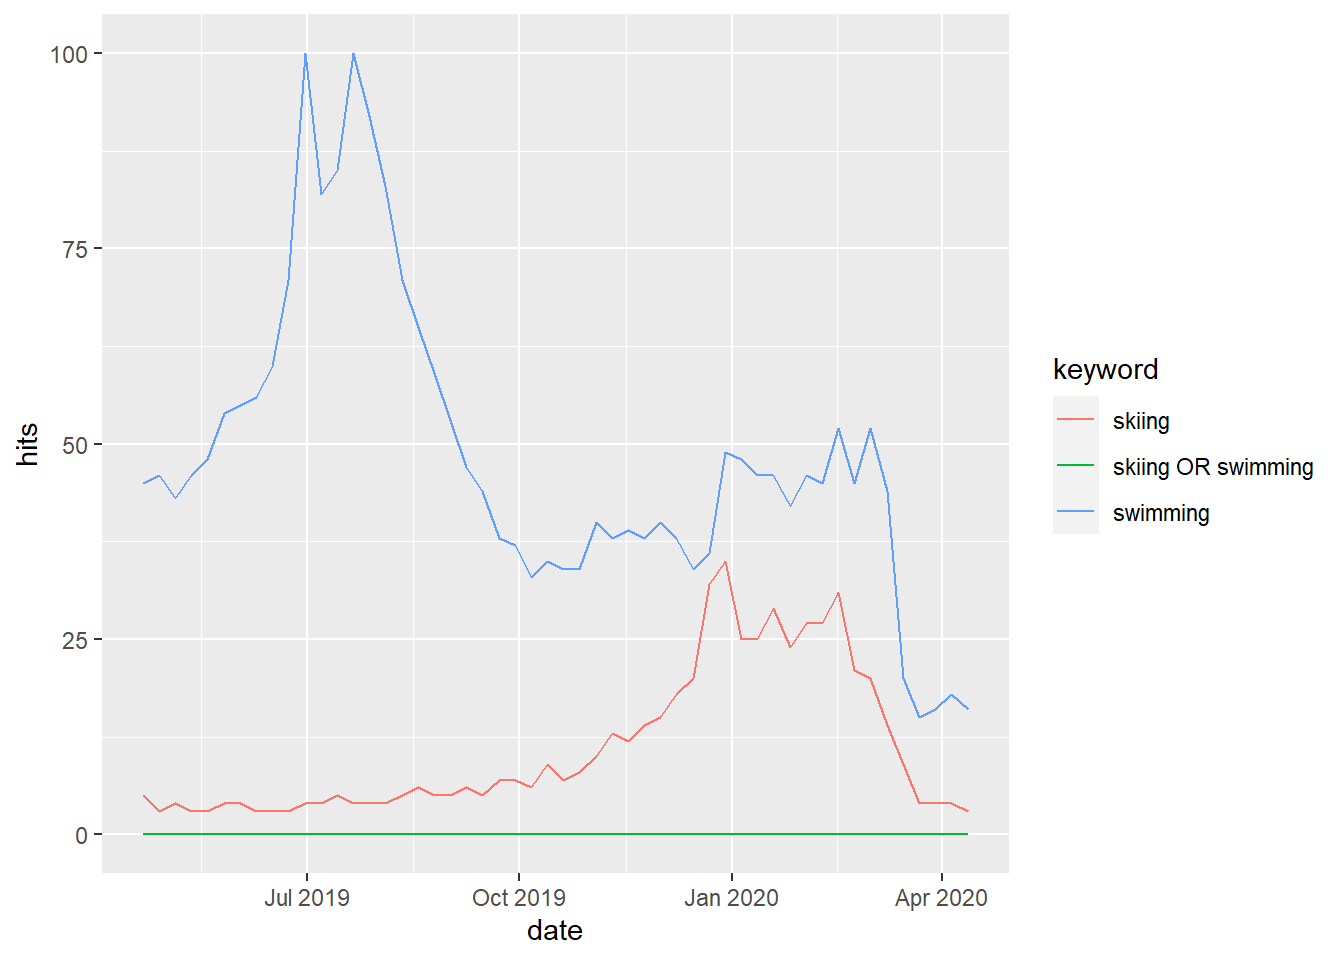 100
75
50
25
0
hits
Jul 2019
Oct 2019
Jan 2020
Apr 2020
date
keyword
skiing
skiing OR swimming
swimming